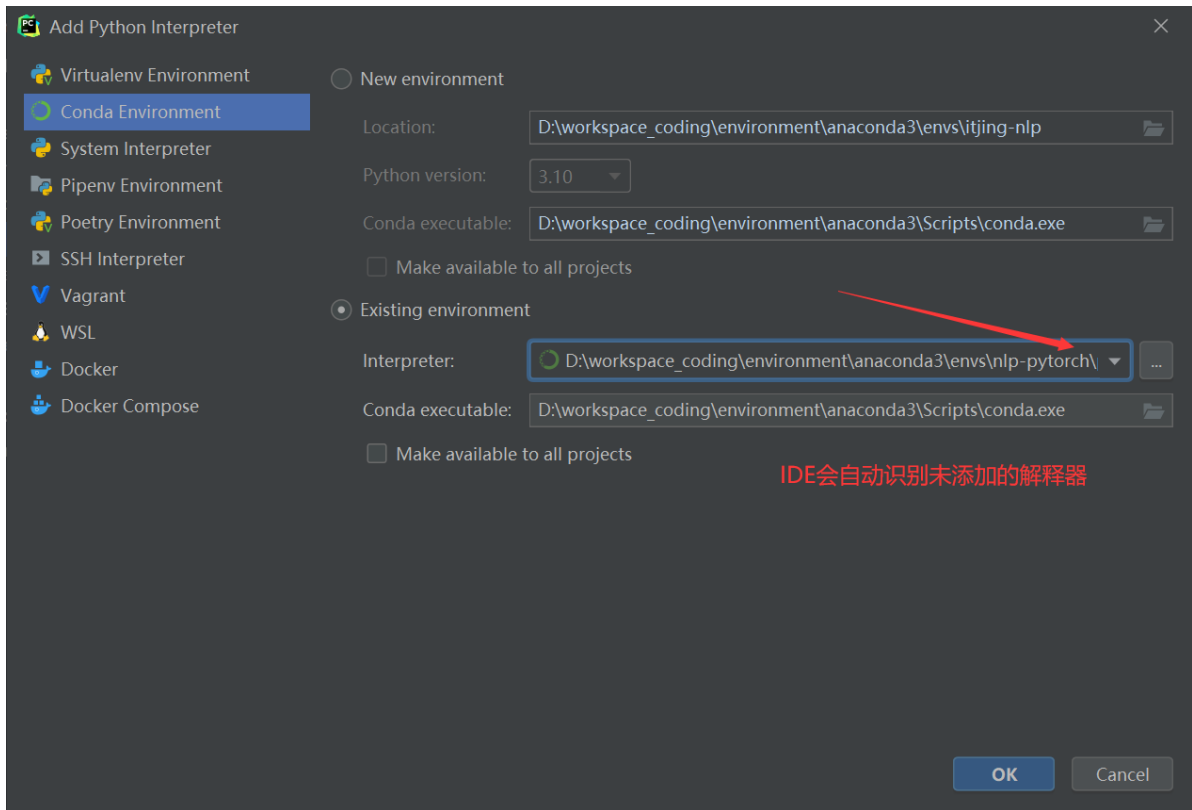 Add Python Interpreter
Virtualenv Environment
Conda Environment
System Interpreter
Pipenv Environment
Poetry Environment
SSH Interpreter
Vagrant
WSL
Docker
Docker Compose
New environment
Location: D:\workspace_coding\environment\anaconda3\envs\itjing-nlp
Python version: 3.10
Conda executable: D:\workspace_coding\environment\anaconda3\Scripts\conda.exe
Make available to all projects
Existing environment
Interpreter: D:\workspace_coding\environment\anaconda3\envs\nlp-pytorch\ ...
Conda executable: D:\workspace_coding\environment\anaconda3\Scripts\conda.exe
Make available to all projects
IDE会自动识别未添加的解释器
OK Cancel